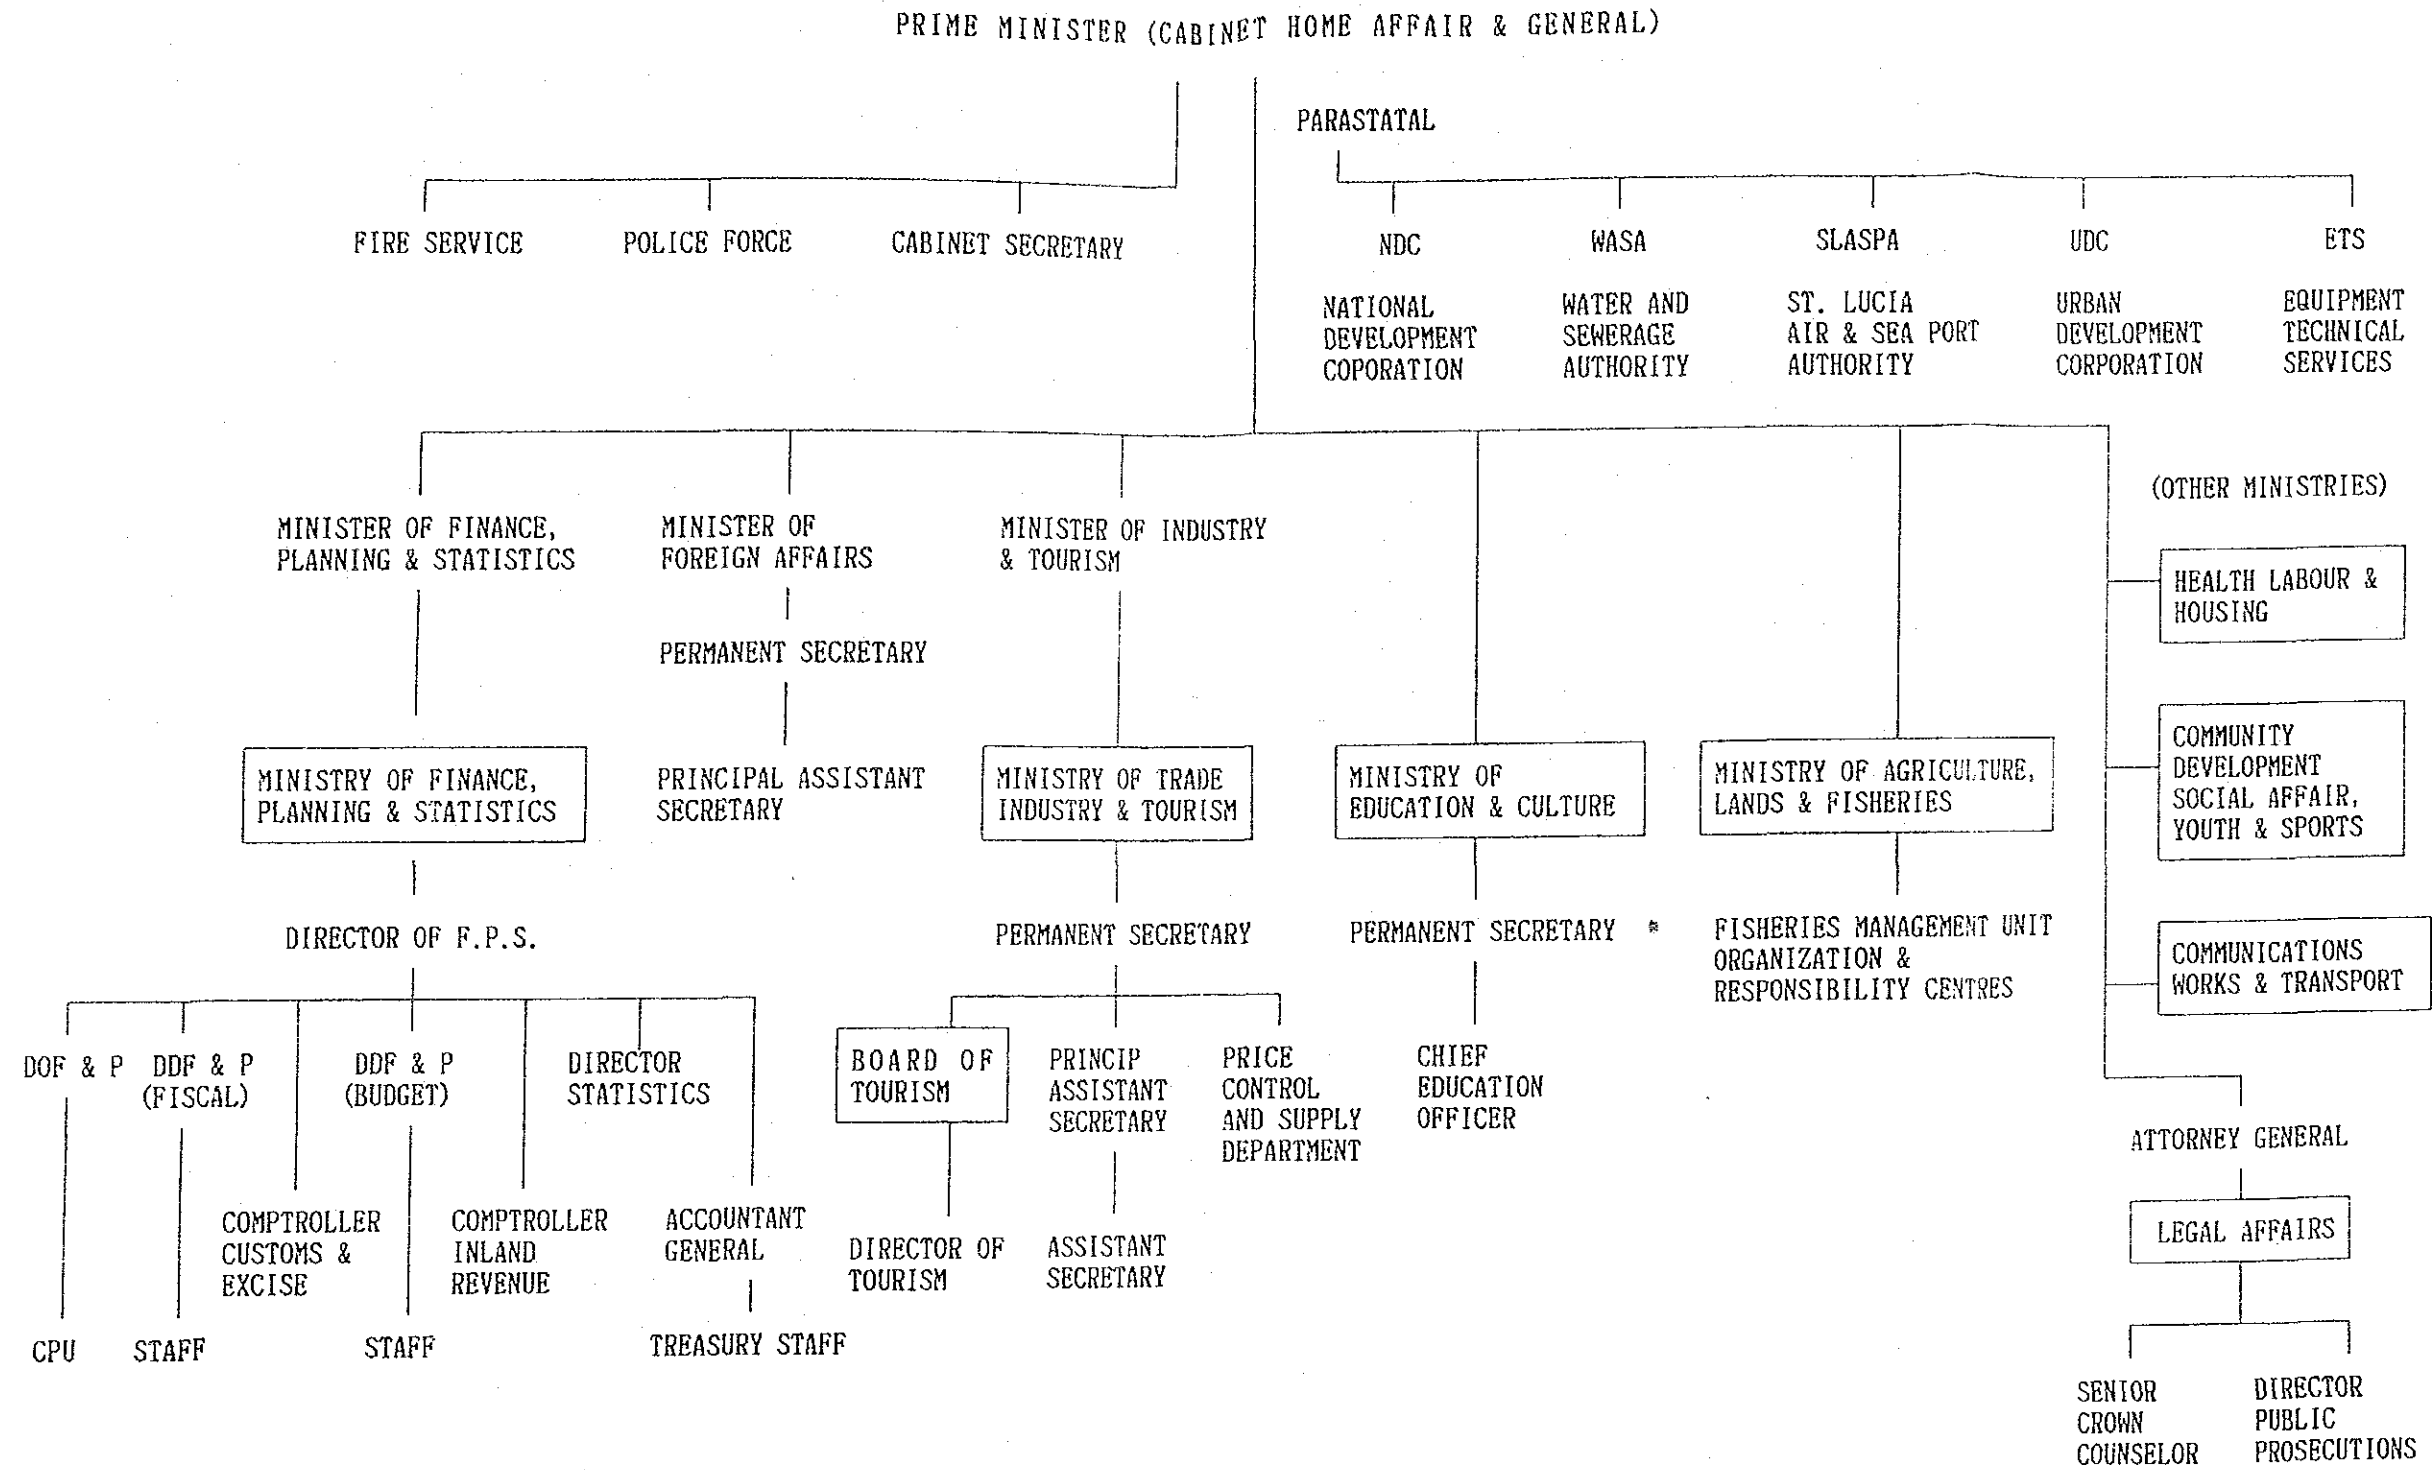 PRIME MINISTER (CABINET HOME AFFAIR & GENERAL)
PARASTATAL
FIRE SERVICE
POLICE FORCE
CABINET SECRETARY
NDC
WASA
SLASPA
UDC
ETS
NATIONAL
DEVELOPMENT
COPORATION
WATER AND
SEWERAGE
AUTHORITY
ST. LUCIA
AIR & SEA PORT
AUTHORITY
URBAN
DEVELOPMENT
CORPORATION
EQUIPMENT
TECHNICAL
SERVICES
(OTHER MINISTRIES)
MINISTER OF FINANCE,
PLANNING & STATISTICS
MINISTER OF
FOREIGN AFFAIRS
MINISTER OF INDUSTRY
& TOURISM
HEALTH LABOUR &
HOUSING
PERMANENT SECRETARY
MINISTRY OF FINANCE,
PLANNING & STATISTICS
PRINCIPAL ASSISTANT
SECRETARY
MINISTRY OF TRADE
INDUSTRY & TOURISM
MINISTRY OF
EDUCATION & CULTURE
MINISTRY OF AGRICULTURE,
LANDS & FISHERIES
COMMUNITY
DEVELOPMENT
SOCIAL AFFAIR,
YOUTH & SPORTS
DIRECTOR OF F.P.S.
PERMANENT SECRETARY
PERMANENT SECRETARY *
FISHERIES MANAGEMENT UNIT
ORGANIZATION &
RESPONSIBILITY CENTRES
COMMUNICATIONS
WORKS & TRANSPORT
DOF & P
DDF & P
(FISCAL)
DDF & P
(BUDGET)
DIRECTOR
STATISTICS
BOARD OF
TOURISM
PRINCIP
ASSISTANT
SECRETARY
PRICE
CONTROL
AND SUPPLY
DEPARTMENT
CHIEF
EDUCATION
OFFICER
ATTORNEY GENERAL
COMPTROLLER
CUSTOMS &
EXCISE
COMPTROLLER
INLAND
REVENUE
ACCOUNTANT
GENERAL
DIRECTOR OF
TOURISM
ASSISTANT
SECRETARY
LEGAL AFFAIRS
CPU
STAFF
STAFF
TREASURY STAFF
SENIOR
CROWN
COUNSELOR
DIRECTOR
PUBLIC
PROSECUTIONS